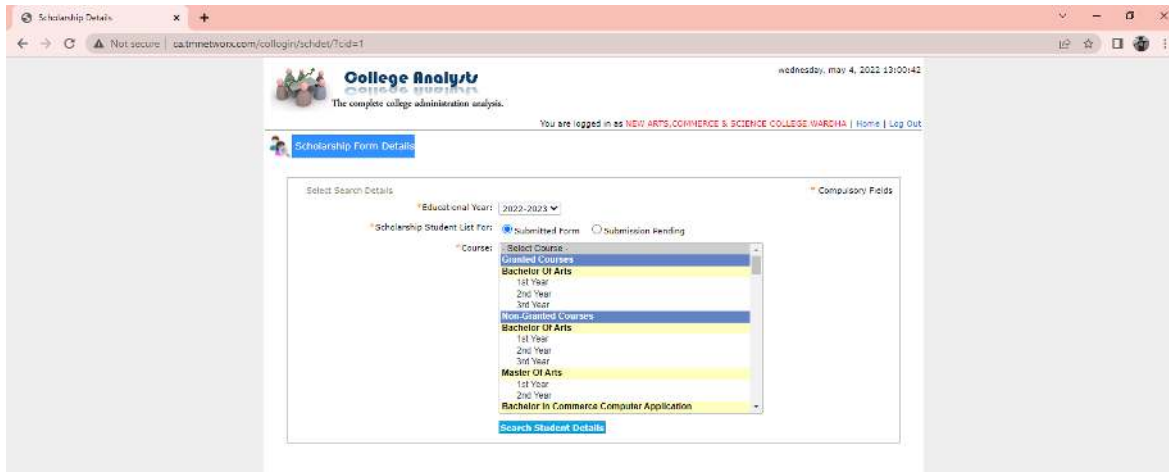 Scholarship Details
Not secure | ca.tmnetworx.com/collogin/schdet/?cid=1
wednesday, may 4, 2022 13:00:42
College Analysts
The complete college administration analysis.
You are logged in as NEW ARTS,COMMERCE & SCIENCE COLLEGE,WARDHA | Home | Log Out
Scholarship Form Details
Select Search Details
* Compulsory Fields
*Educational Year: 2022-2023
*Scholership Student List For: Submitted Form Submission Pending
*Course: - Select Course -
Granted Courses
Bachelor Of Arts
1st Year
2nd Year
3rd Year
Non-Granted Courses
Bachelor Of Arts
1st Year
2nd Year
3rd Year
Master Of Arts
1st Year
2nd Year
Bachelor In Commerce Computer Application
Search Student Details